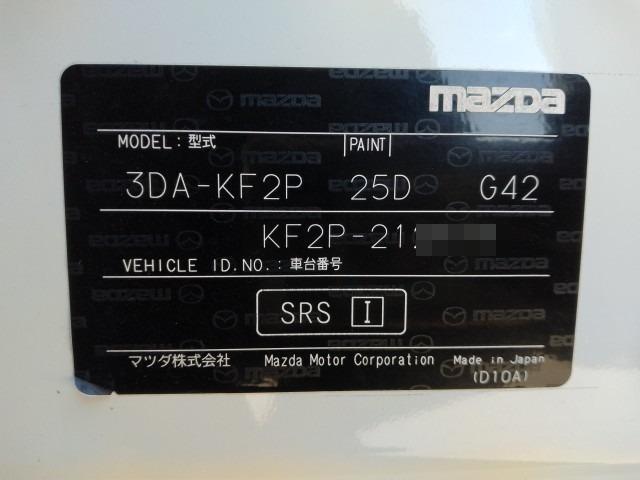 mazda
MODEL：型式 PAINT
3DA-KF2P 25D G42
KF2P-211
VEHICLE ID.NO.：車台番号
SRS I
マツダ株式会社 Mazda Motor Corporation Made in Japan
(D10A)